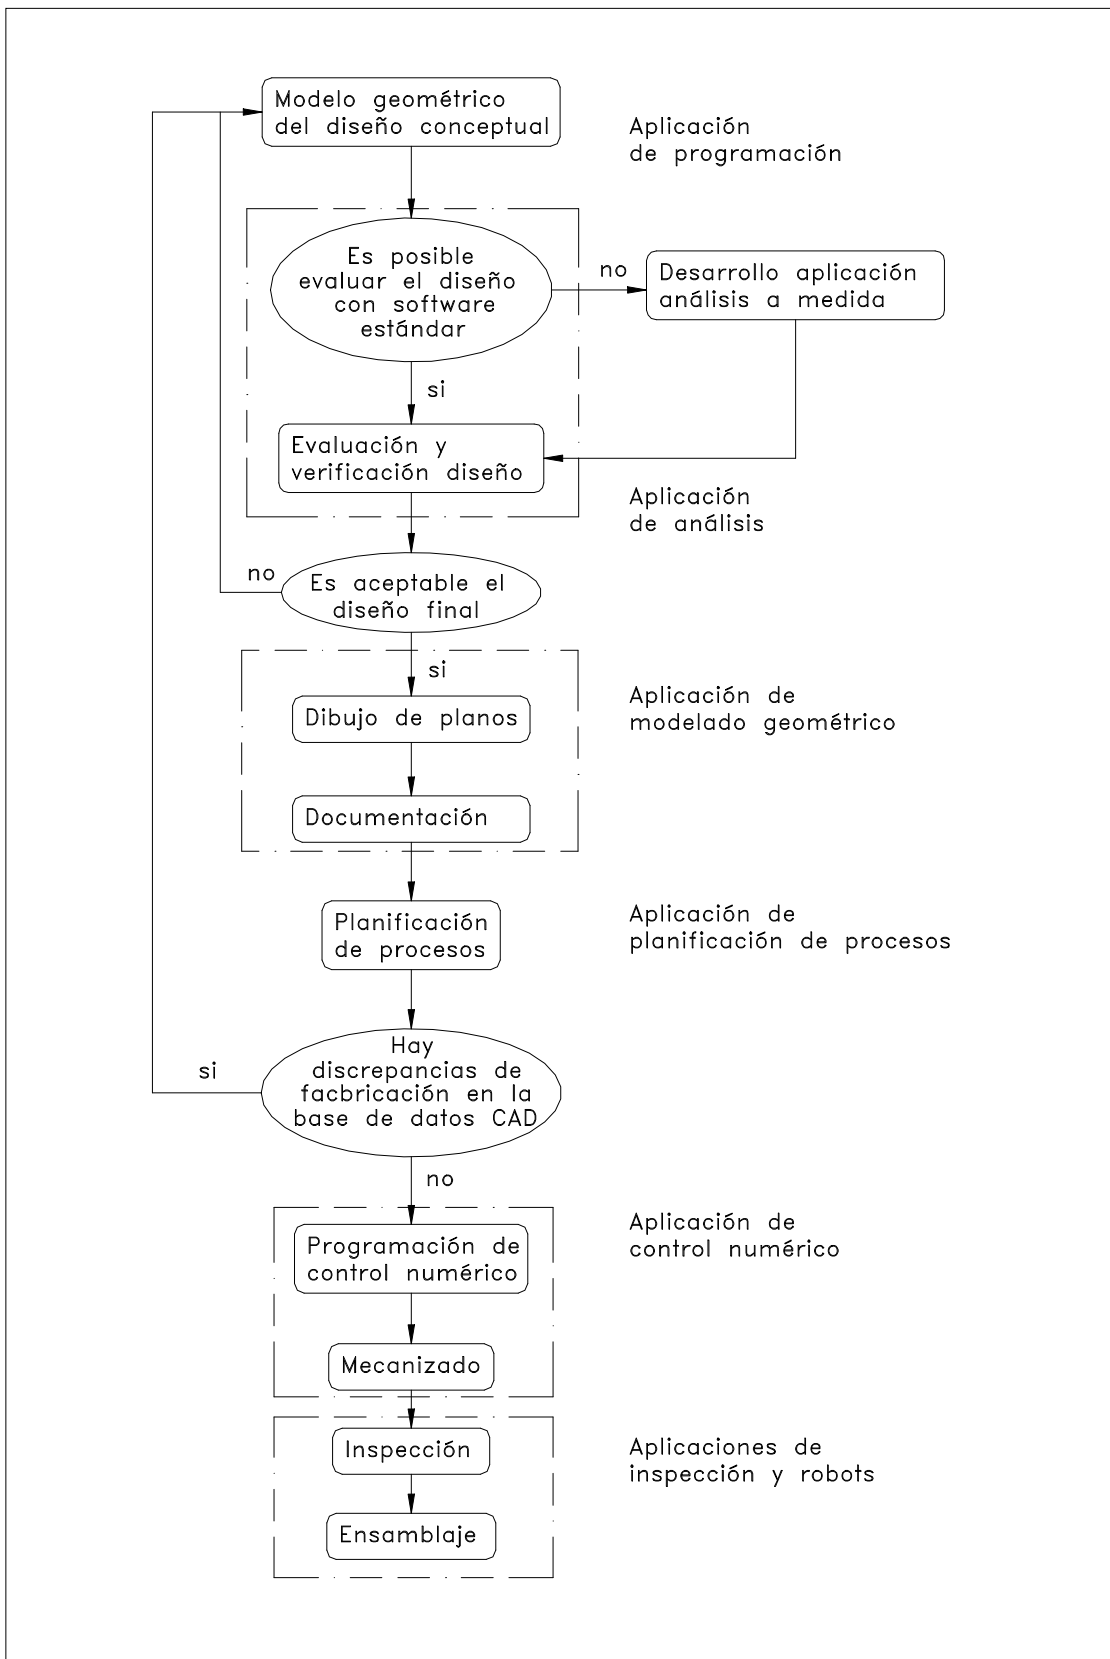 Modelo geométrico
del diseño conceptual
Aplicación
de programación
Es posible
evaluar el diseño
con software
estándar
no
Desarrollo aplicación
análisis a medida
si
Evaluación y
verificación diseño
Aplicación
de análisis
no
Es aceptable el
diseño final
si
Dibujo de planos
Aplicación de
modelado geométrico
Documentación
Planificación
de procesos
Aplicación de
planificación de procesos
si
Hay
discrepancias de
facbricación en la
base de datos CAD
no
Programación de
control numérico
Aplicación de
control numérico
Mecanizado
Inspección
Aplicaciones de
inspección y robots
Ensamblaje